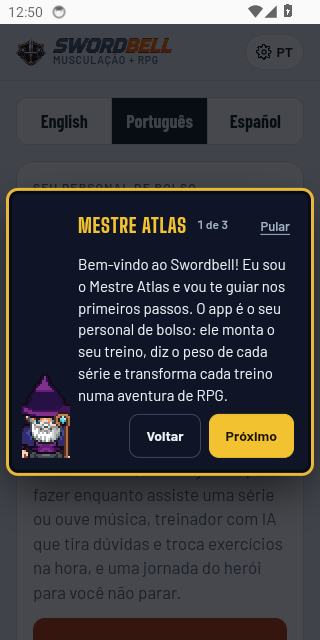 12:50
SWORDBELL
MUSCULAÇÃO + RPG
PT
English
Português
Español
SEU PERSONAL DE BOLSO
MESTRE ATLAS
1 de 3
Pular
Bem-vindo ao Swordbell! Eu sou
o Mestre Atlas e vou te guiar nos
primeiros passos. O app é o seu
personal de bolso: ele monta o
seu treino, diz o peso de cada
série e transforma cada treino
numa aventura de RPG.
Voltar
Próximo
fazer enquanto assiste uma série
ou ouve música, treinador com IA
que tira dúvidas e troca exercícios
na hora, e uma jornada do herói
para você não parar.